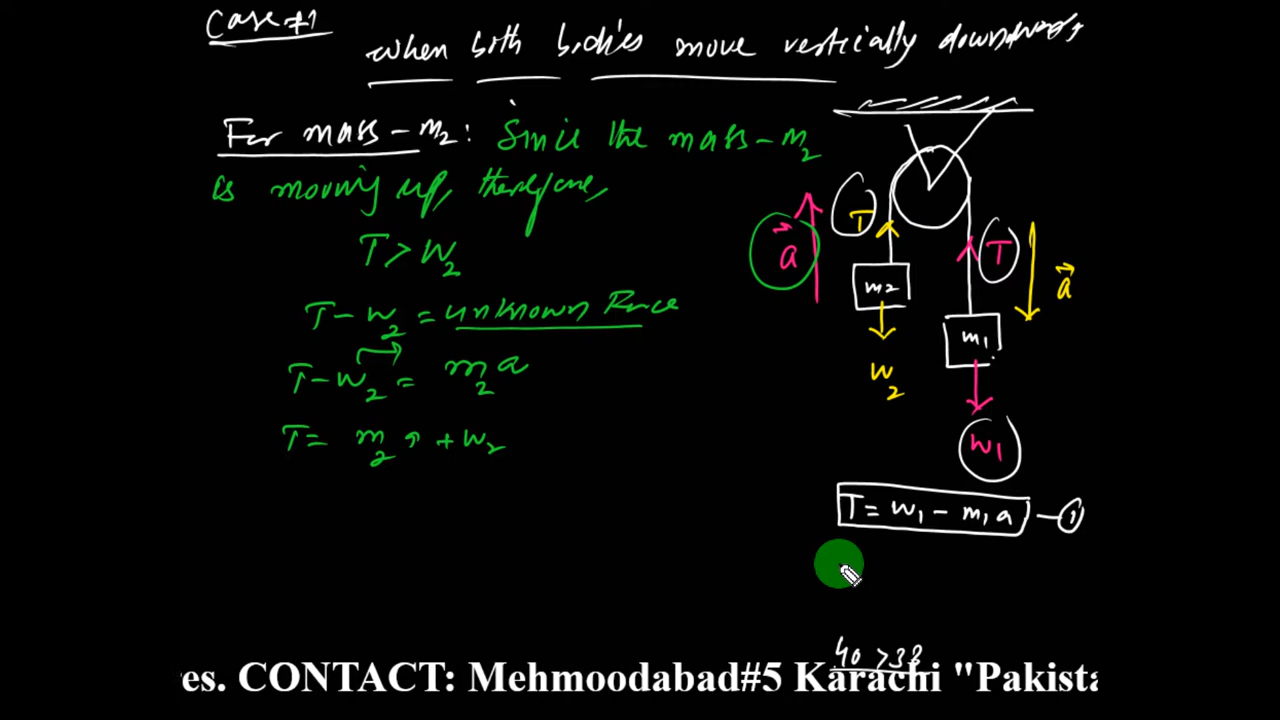 Case #1
when both bodies move vertically downwards
For mass - m₂: Since the mass - m₂
is moving up, therefore,
T > W₂
T - W₂ = unknown Force
T - W₂ = m₂a
T = m₂a + W₂
T
T
a
a
m₂
m₁
W₂
W₁
T = W₁ - m₁a — ①
40 > 38
es. CONTACT: Mehmoodabad#5 Karachi "Pakista